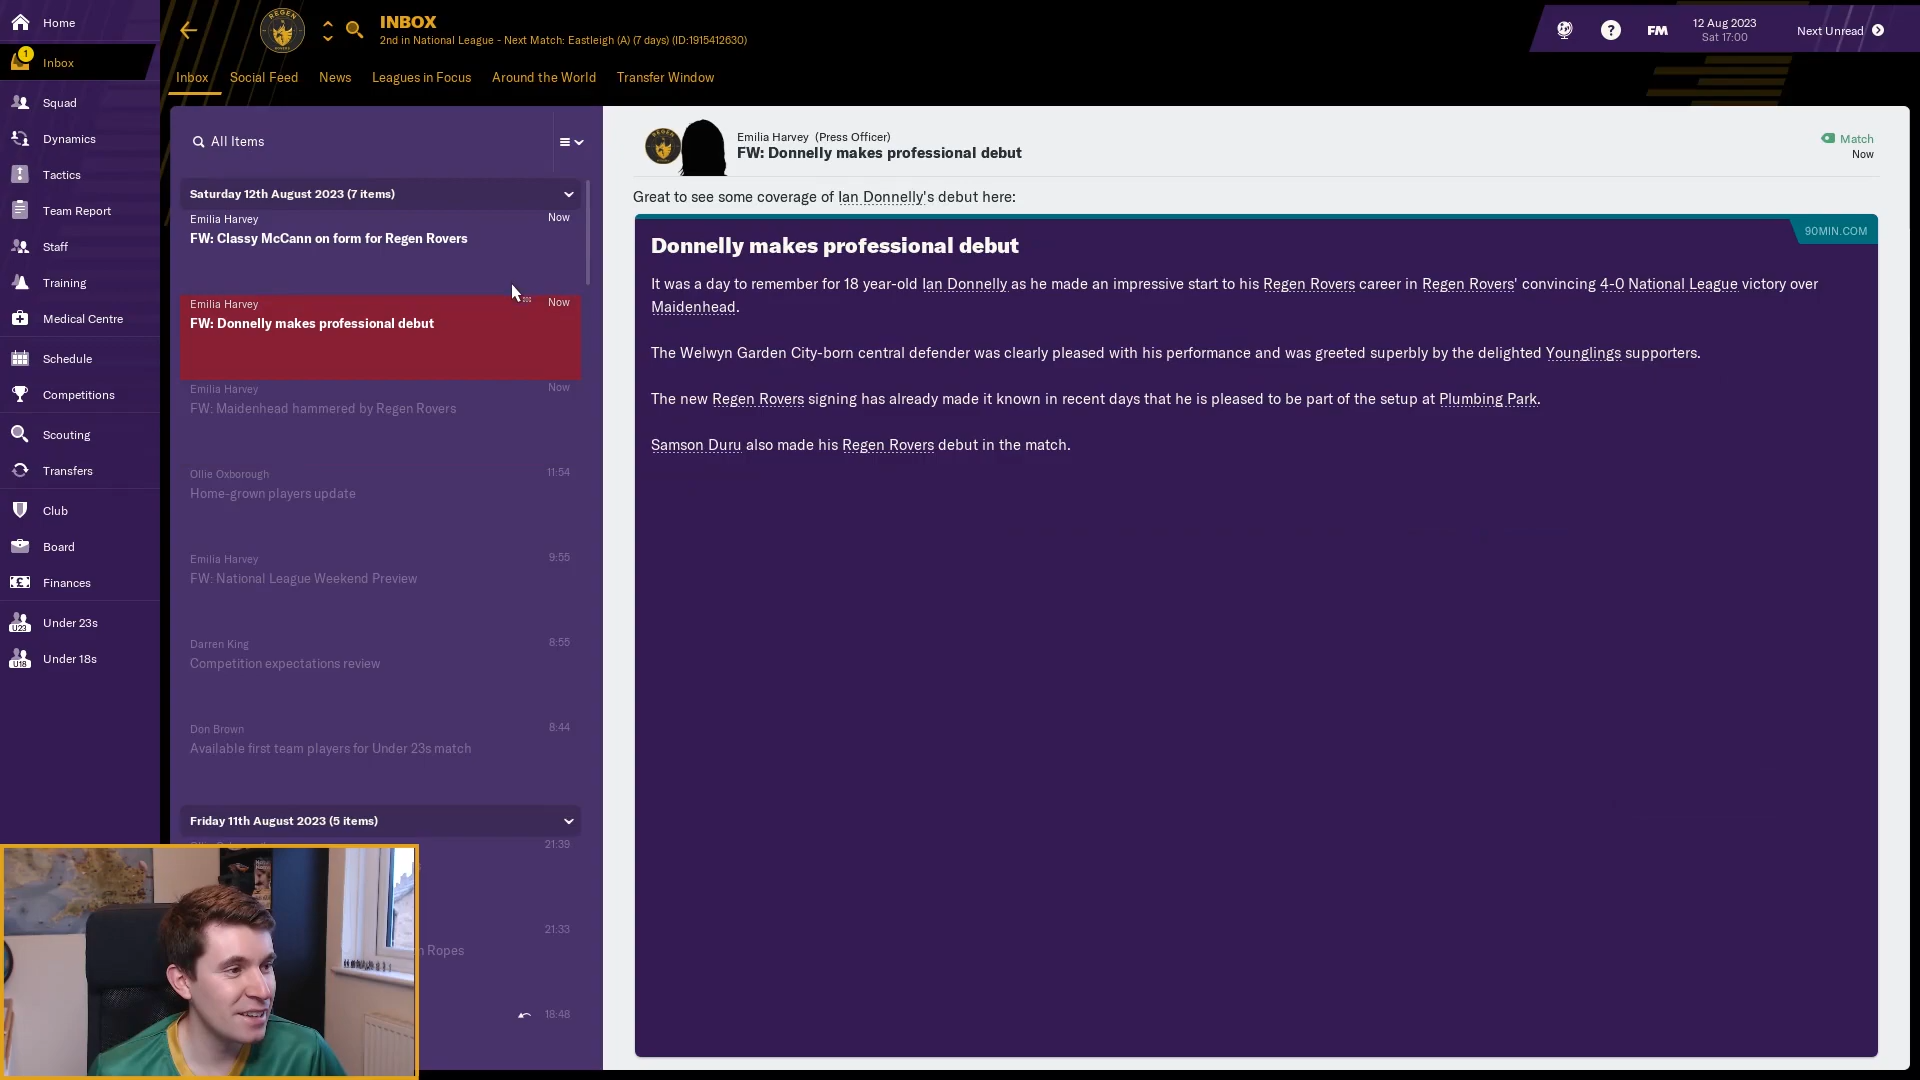 Home
1
Inbox
Squad
Dynamics
Tactics
Team Report
Staff
Training
Medical Centre
Schedule
Competitions
Scouting
Transfers
Club
Board
Finances
U23
Under 23s
U18
Under 18s
REGEN
ROVERS
INBOX
2nd in National League - Next Match: Eastleigh (A) (7 days) (ID:1915412630)
?
FM
12 Aug 2023
Sat 17:00
Next Unread
Inbox
Social Feed
News
Leagues in Focus
Around the World
Transfer Window
All Items
Saturday 12th August 2023 (7 items)
Emilia Harvey
Now
FW: Classy McCann on form for Regen Rovers
Emilia Harvey
Now
FW: Donnelly makes professional debut
Emilia Harvey
Now
FW: Maidenhead hammered by Regen Rovers
Ollie Oxborough
11:54
Home-grown players update
Emilia Harvey
9:55
FW: National League Weekend Preview
Darren King
8:55
Competition expectations review
Don Brown
8:44
Available first team players for Under 23s match
Friday 11th August 2023 (5 items)
21:39
21:33
Ropes
18:48
Emilia Harvey (Press Officer)
FW: Donnelly makes professional debut
Match
Now
Great to see some coverage of Ian Donnelly's debut here:
90MIN.COM
Donnelly makes professional debut
It was a day to remember for 18 year-old Ian Donnelly as he made an impressive start to his Regen Rovers career in Regen Rovers' convincing 4-0 National League victory over
Maidenhead.
The Welwyn Garden City-born central defender was clearly pleased with his performance and was greeted superbly by the delighted Younglings supporters.
The new Regen Rovers signing has already made it known in recent days that he is pleased to be part of the setup at Plumbing Park.
Samson Duru also made his Regen Rovers debut in the match.